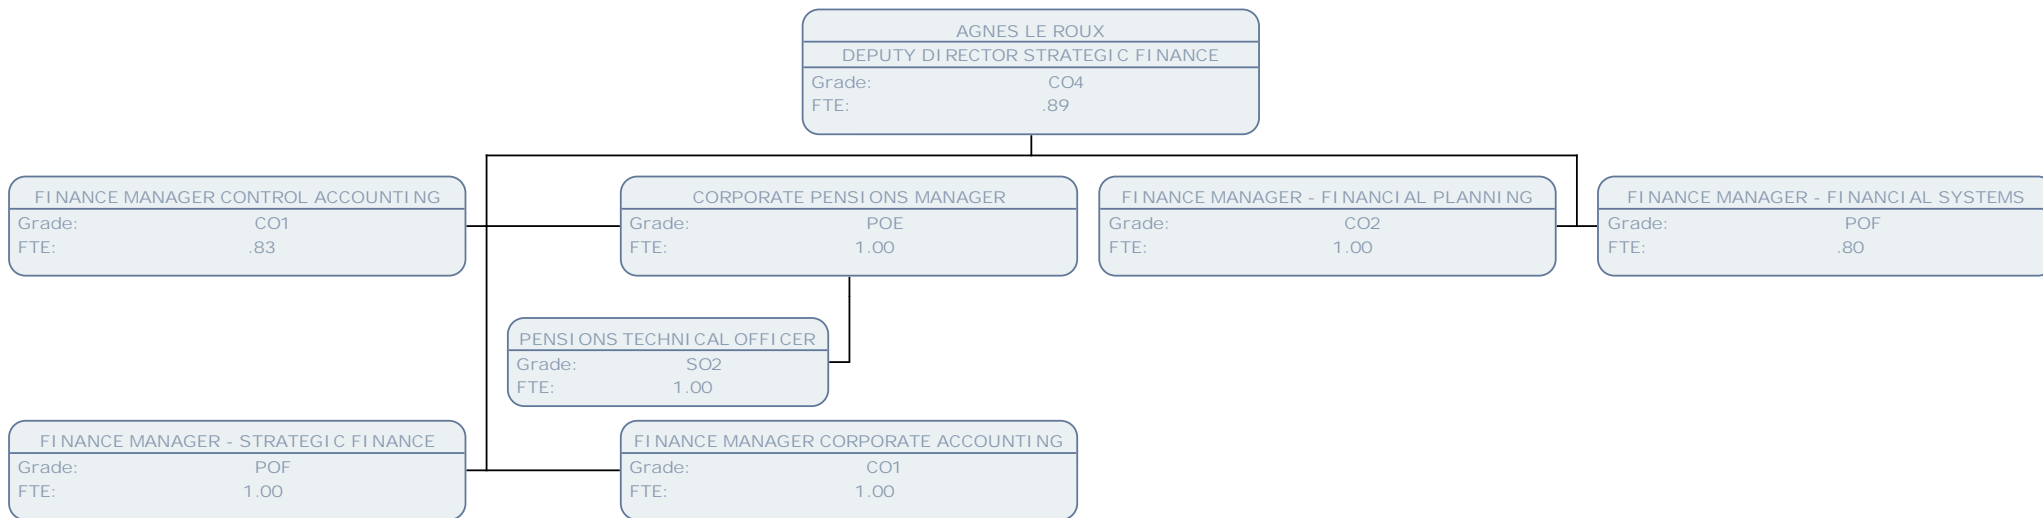 AGNES LE ROUX
DEPUTY DIRECTOR STRATEGIC FINANCE
Grade: CO4
FTE: .89
FINANCE MANAGER CONTROL ACCOUNTING
Grade: CO1
FTE: .83
CORPORATE PENSIONS MANAGER
Grade: POE
FTE: 1.00
FINANCE MANAGER - FINANCIAL PLANNING
Grade: CO2
FTE: 1.00
FINANCE MANAGER - FINANCIAL SYSTEMS
Grade: POF
FTE: .80
PENSIONS TECHNICAL OFFICER
Grade: SO2
FTE: 1.00
FINANCE MANAGER - STRATEGIC FINANCE
Grade: POF
FTE: 1.00
FINANCE MANAGER CORPORATE ACCOUNTING
Grade: CO1
FTE: 1.00